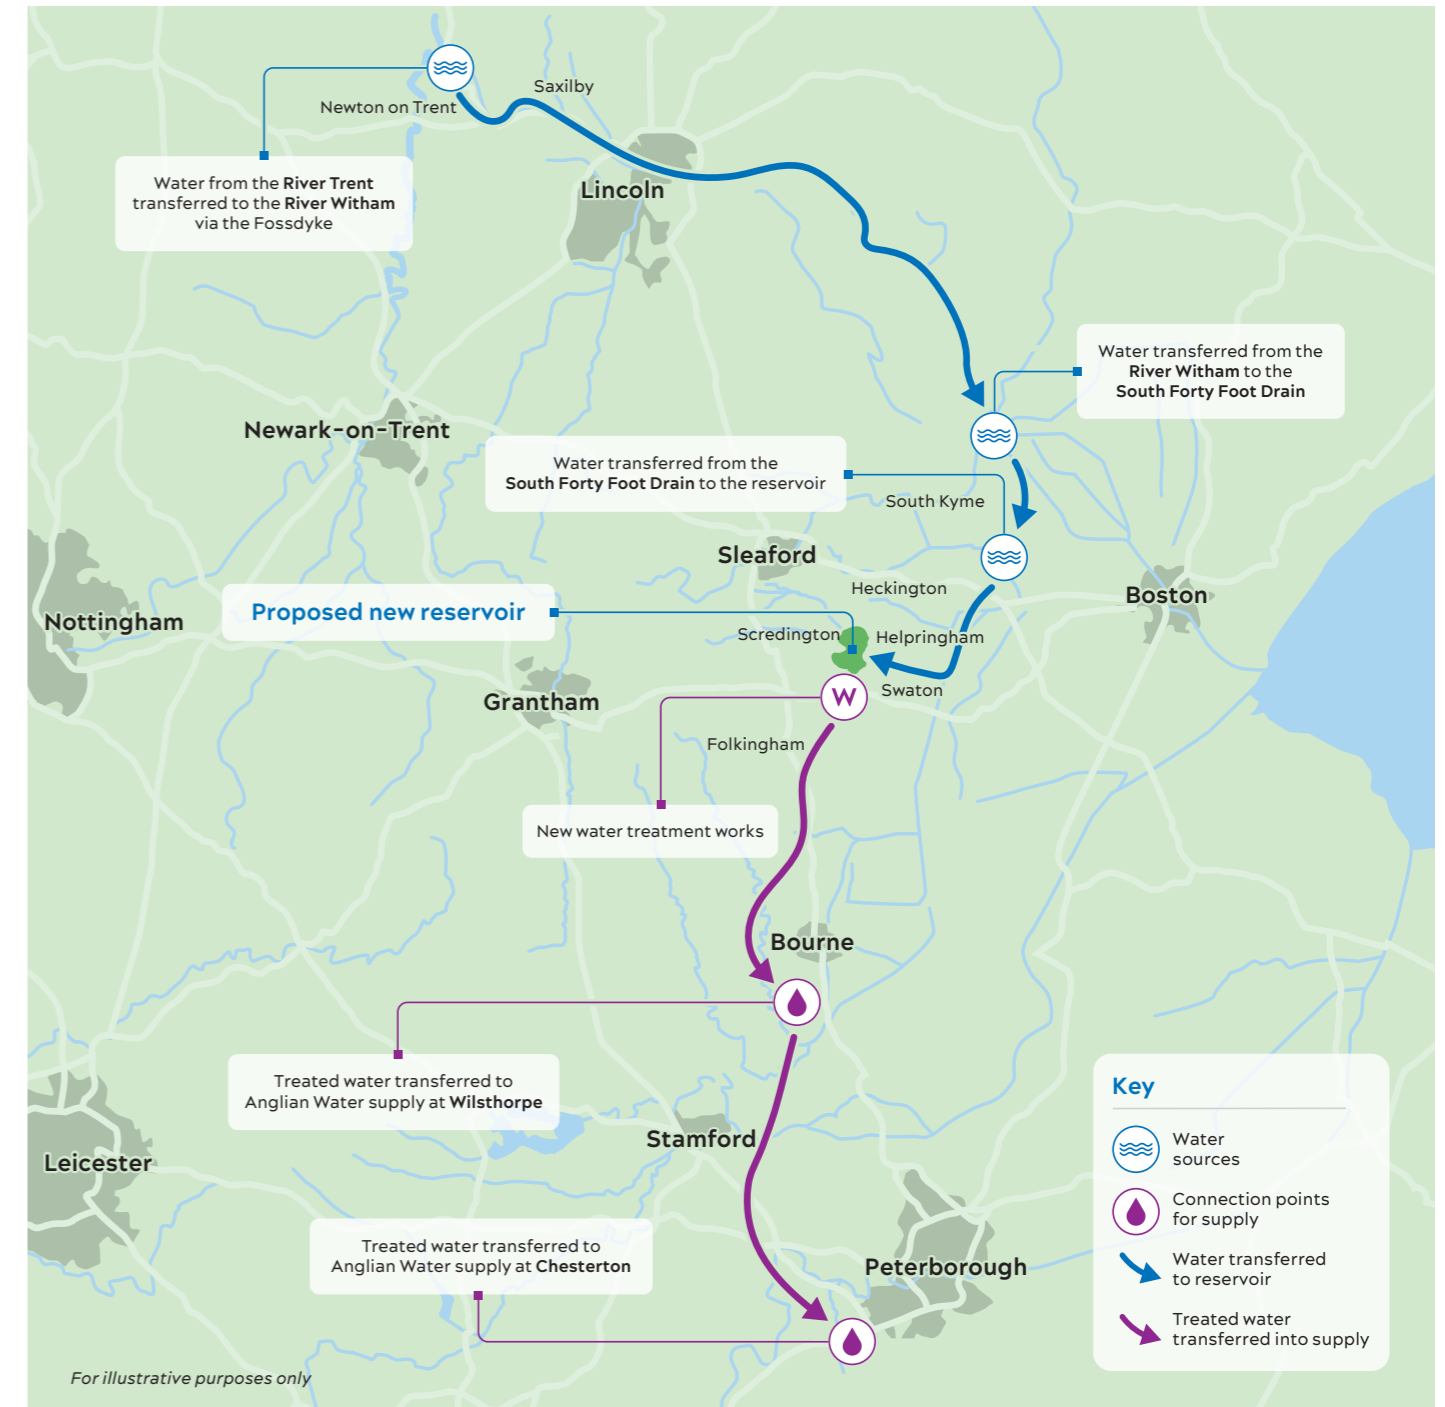 Saxilby
Newton on Trent
Water from the River Trent
transferred to the River Witham
via the Fossdyke
Lincoln
Water transferred from the
River Witham to the
South Forty Foot Drain
Newark-on-Trent
Water transferred from the
South Forty Foot Drain to the reservoir
South Kyme
Sleaford
Heckington
Boston
Proposed new reservoir
Nottingham
Scredington
Helpringham
Swaton
Grantham
W
Folkingham
New water treatment works
Bourne
Treated water transferred to
Anglian Water supply at Wilsthorpe
Stamford
Leicester
Treated water transferred to
Anglian Water supply at Chesterton
Peterborough
Key
Water
sources
Connection points
for supply
Water transferred
to reservoir
Treated water
transferred into supply
For illustrative purposes only